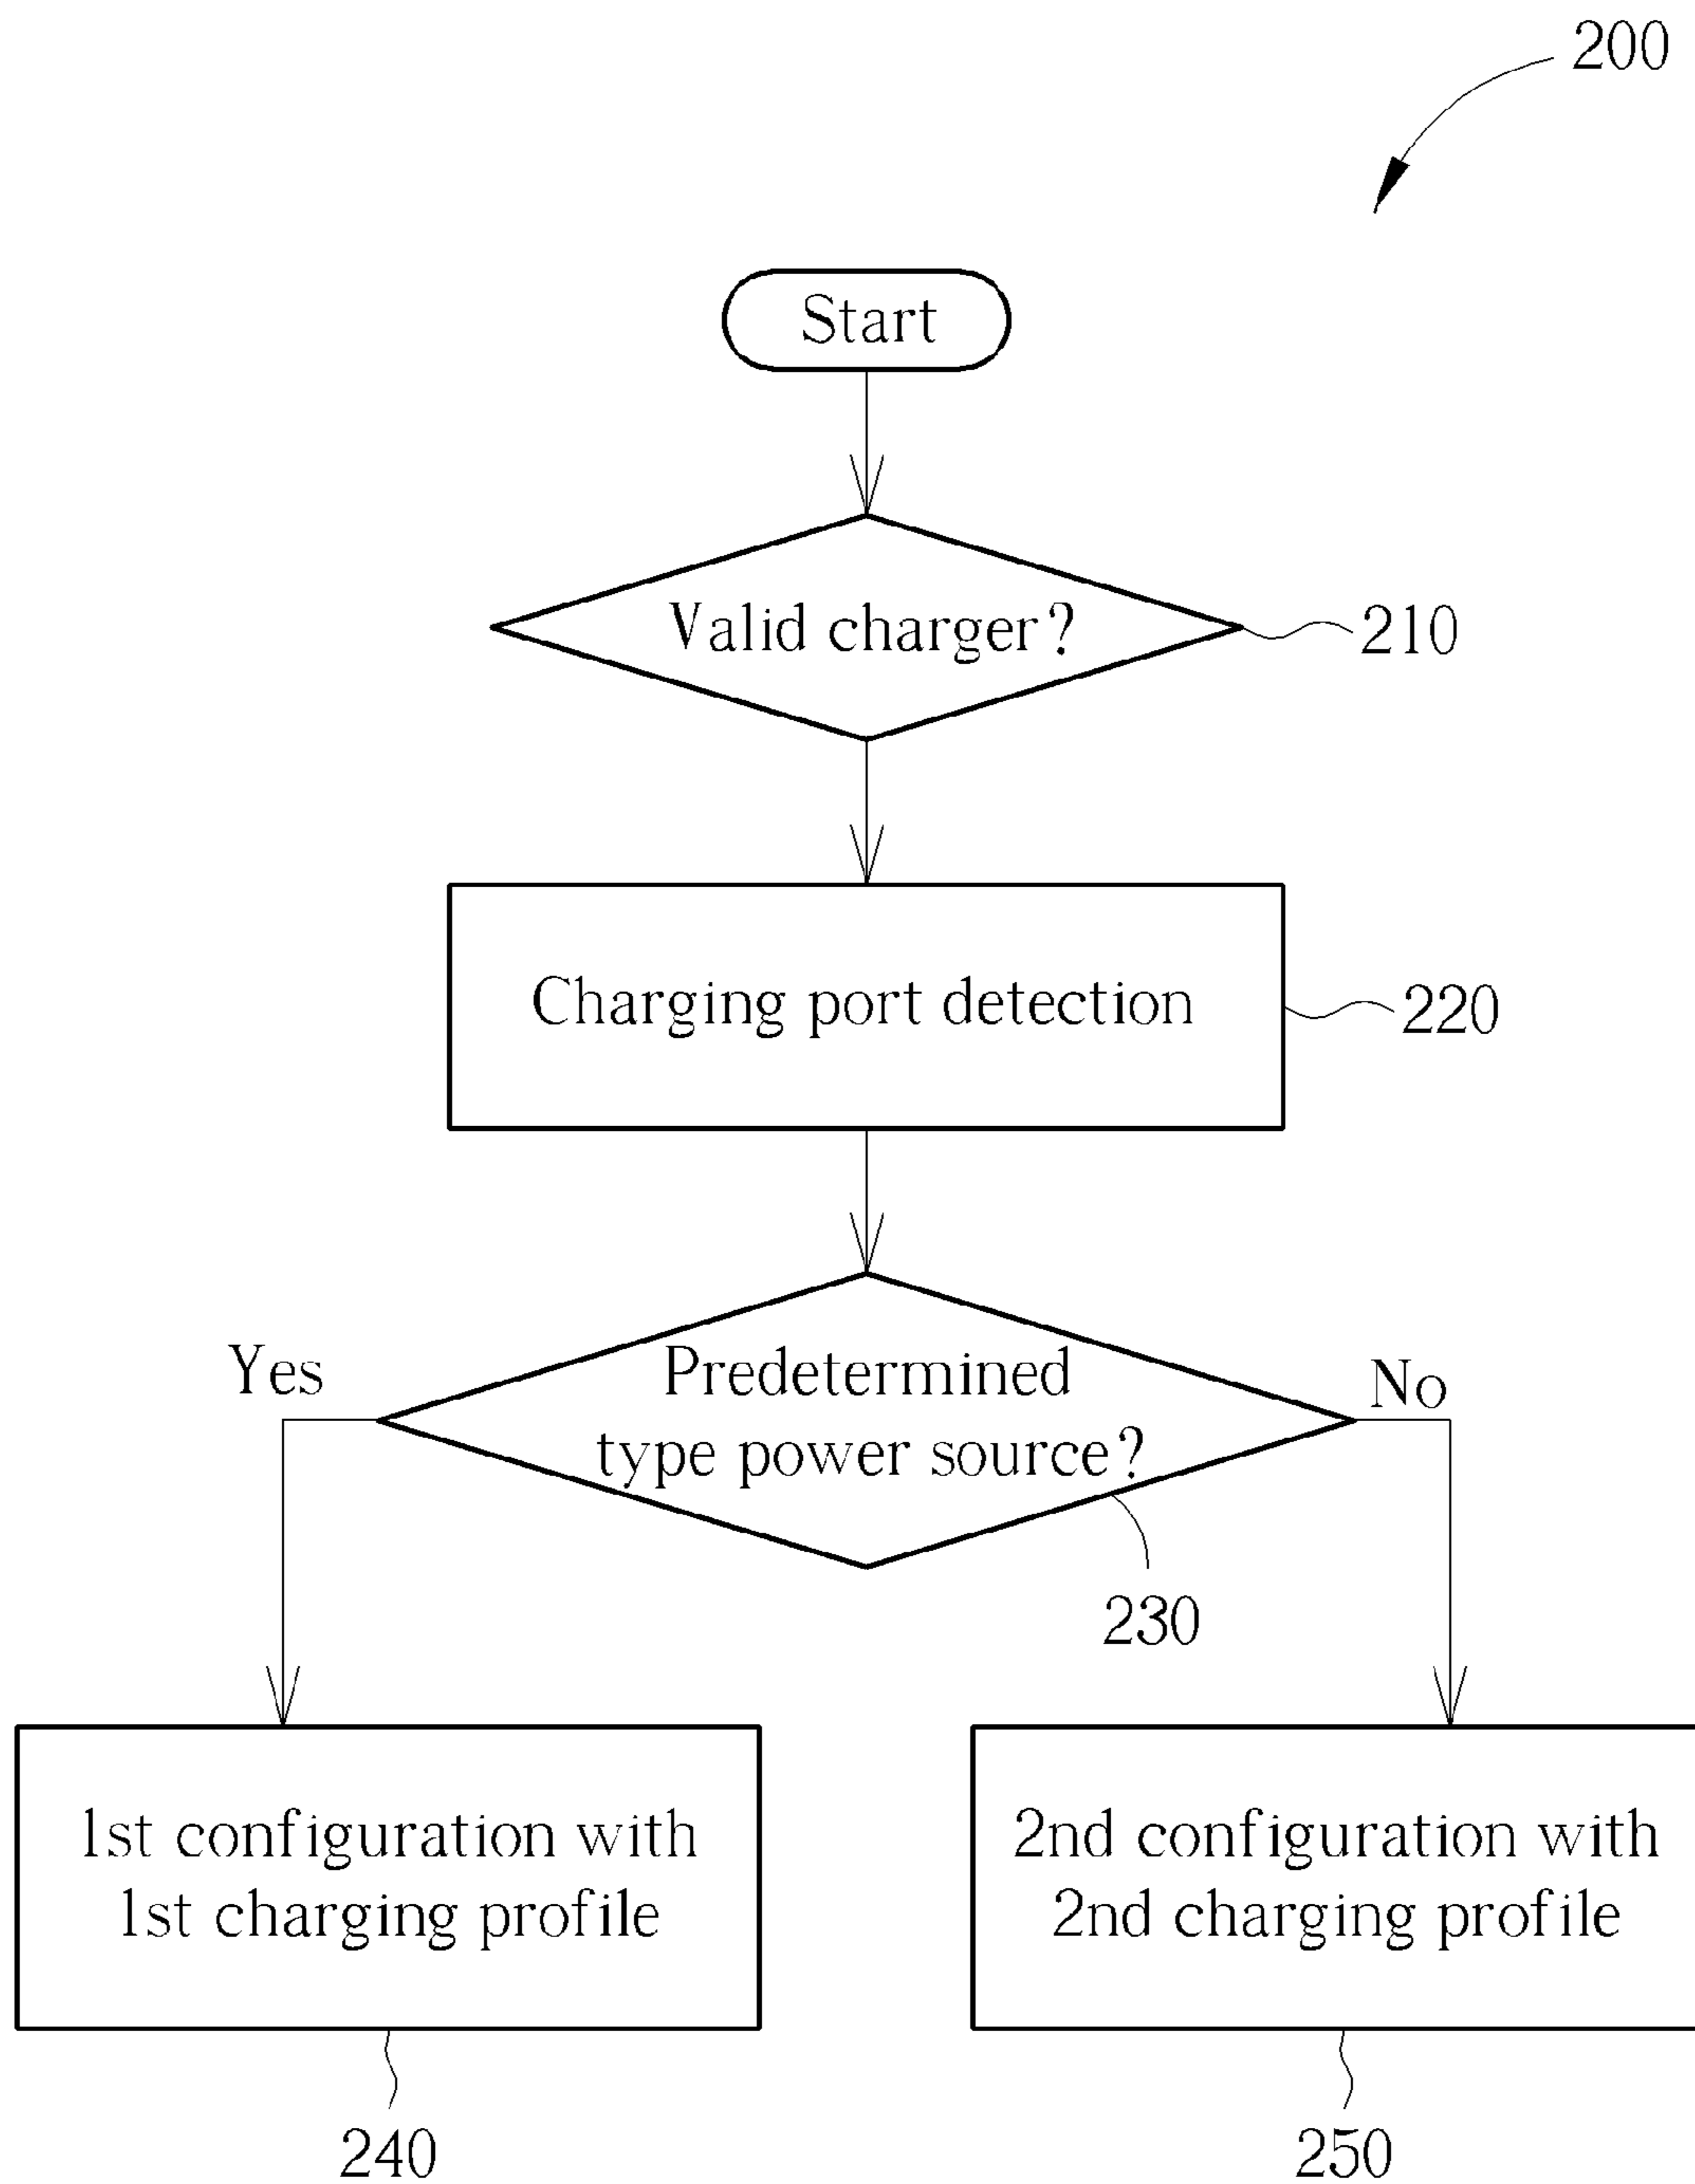 200
Start
Valid charger?
210
Charging port detection
220
Yes
Predetermined
type power source?
No
230
1st configuration with
1st charging profile
2nd configuration with
2nd charging profile
240
250